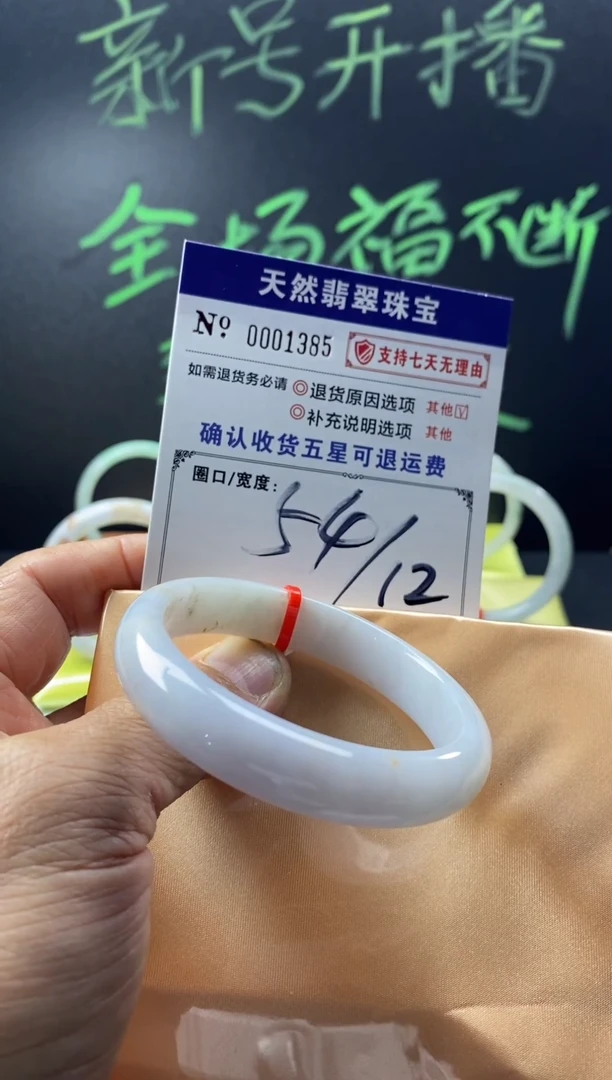 新号开播
全场福不断
天然翡翠珠宝
Nº 0001385 支持七天无理由
如需退货务必请 ◎退货原因选项 其他☑
◎补充说明选项 其他
确认收货五星可退运费
圈口/宽度:
54/12